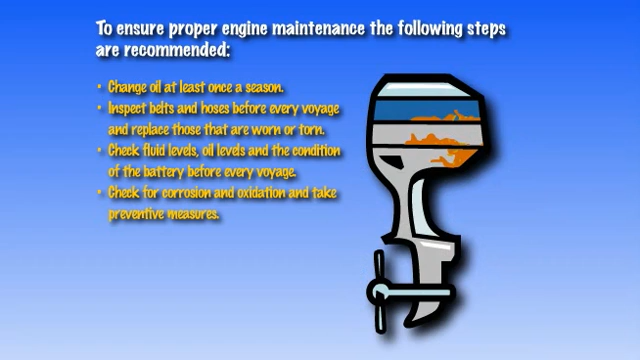 To ensure proper engine maintenance the following steps
are recommended:
• Change oil at least once a season.
• Inspect belts and hoses before every voyage
and replace those that are worn or torn.
• Check fluid levels, oil levels and the condition
of the battery before every voyage.
• Check for corrosion and oxidation and take
preventive measures.